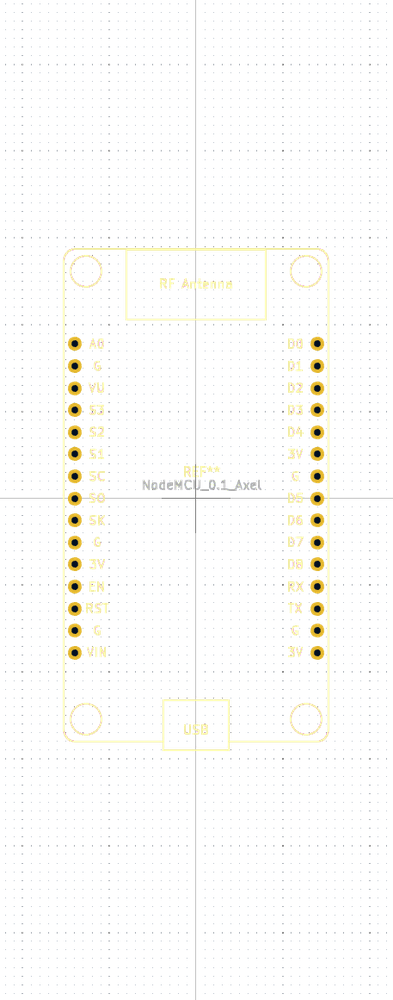 RF Antenna
A0 D0
G D1
VU D2
S3 D3
S2 D4
S1 3V
SC G
SO D5
SK D6
G D7
3V D8
EN RX
RST TX
G G
VIN 3V
REF**
NodeMCU_0.1_Axel
USB